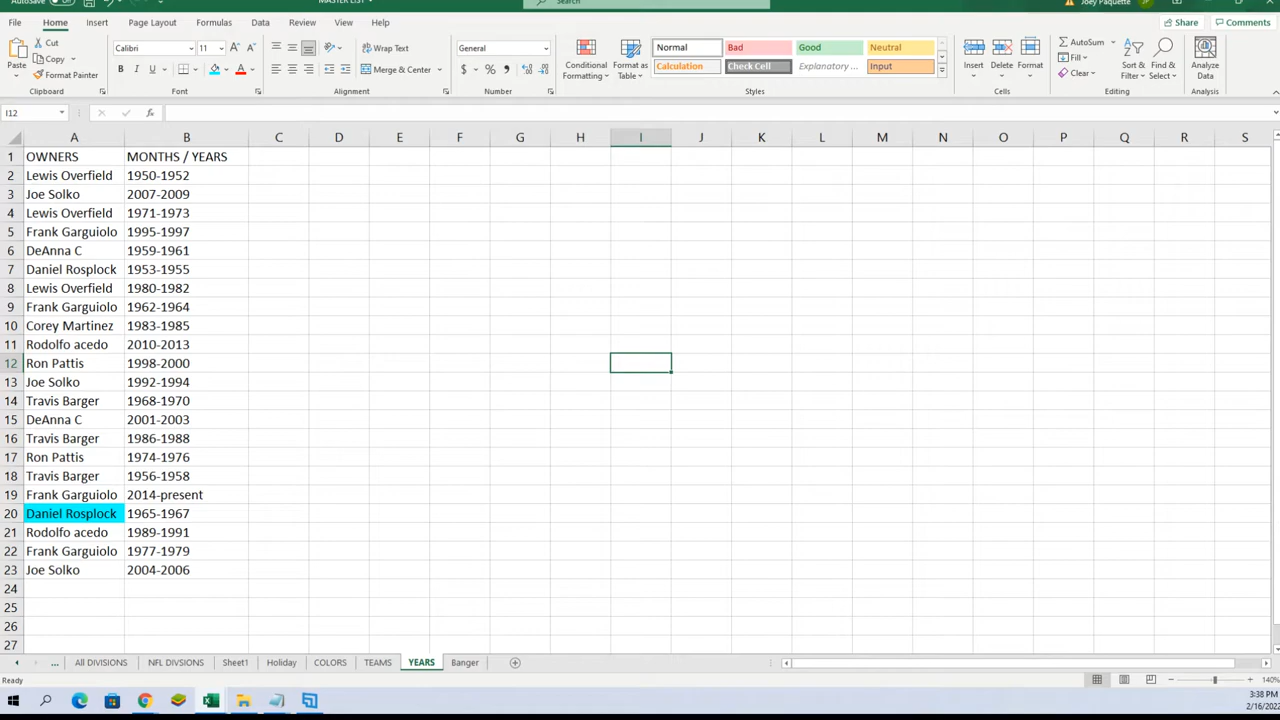 AutoSave
MASTER LIST
Search
Joey Paquette
JP
File Home Insert Page Layout Formulas Data Review View Help
Share Comments
Paste
Cut
Copy
Format Painter
Clipboard
Calibri 11
B I U
Font
Wrap Text
Merge & Center
Alignment
General
$ % ,
Number
Conditional Formatting
Format as Table
Normal Bad Good Neutral
Calculation Check Cell Explanatory ... Input
Styles
Insert Delete Format
Cells
AutoSum
Fill
Clear
Sort & Filter
Find & Select
Editing
Analyze Data
Analysis
I12 fx
A B C D E F G H I J K L M N O P Q R S
1 OWNERS MONTHS / YEARS
2 Lewis Overfield 1950-1952
3 Joe Solko 2007-2009
4 Lewis Overfield 1971-1973
5 Frank Garguiolo 1995-1997
6 DeAnna C 1959-1961
7 Daniel Rosplock 1953-1955
8 Lewis Overfield 1980-1982
9 Frank Garguiolo 1962-1964
10 Corey Martinez 1983-1985
11 Rodolfo acedo 2010-2013
12 Ron Pattis 1998-2000
13 Joe Solko 1992-1994
14 Travis Barger 1968-1970
15 DeAnna C 2001-2003
16 Travis Barger 1986-1988
17 Ron Pattis 1974-1976
18 Travis Barger 1956-1958
19 Frank Garguiolo 2014-present
20 Daniel Rosplock 1965-1967
21 Rodolfo acedo 1989-1991
22 Frank Garguiolo 1977-1979
23 Joe Solko 2004-2006
24
25
26
27
... All DIVISIONS NFL DIVSIONS Sheet1 Holiday COLORS TEAMS YEARS Banger
Ready 140%
3:38 PM
2/16/2022